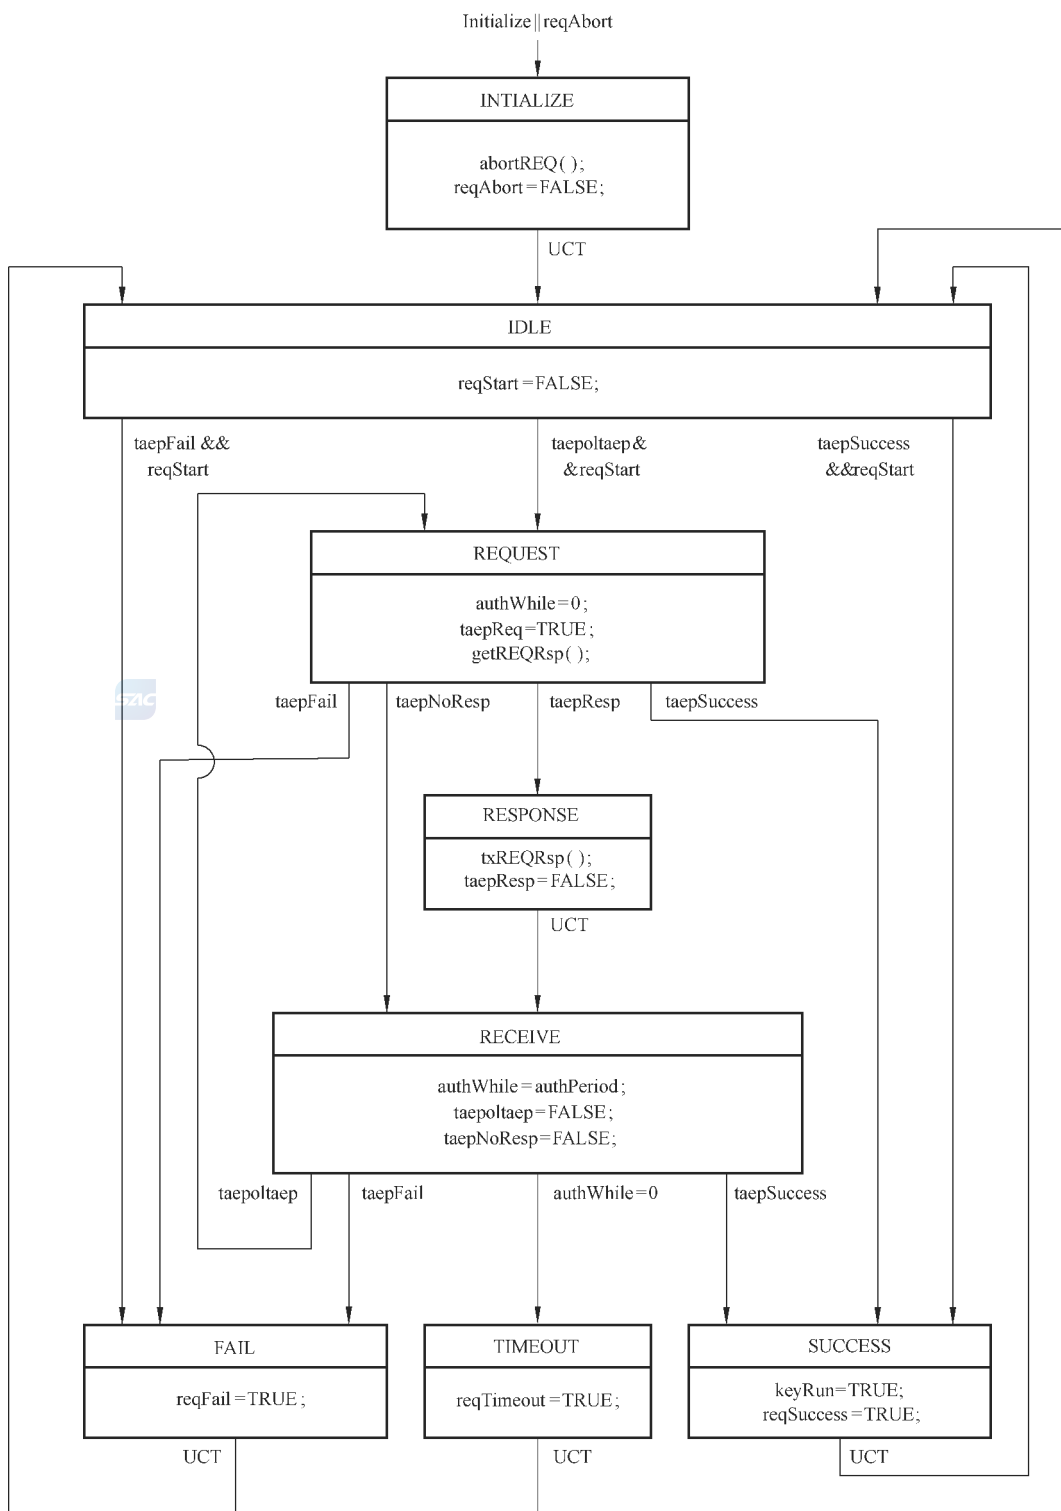 Initialize||reqAbort
INTIALIZE
abortREQ( );
reqAbort=FALSE;
UCT
IDLE
reqStart=FALSE;
taepFail &&
reqStart
taepoltaep&
&reqStart
taepSuccess
&&reqStart
REQUEST
authWhile=0;
taepReq=TRUE;
getREQRsp( );
taepFail
taepNoResp
taepResp
taepSuccess
SAC
RESPONSE
txREQRsp( );
taepResp=FALSE;
UCT
RECEIVE
authWhile=authPeriod;
taepoltaep=FALSE;
taepNoResp=FALSE;
taepoltaep
taepFail
authWhile=0
taepSuccess
FAIL
reqFail=TRUE;
UCT
TIMEOUT
reqTimeout=TRUE;
UCT
SUCCESS
keyRun=TRUE;
reqSuccess=TRUE;
UCT